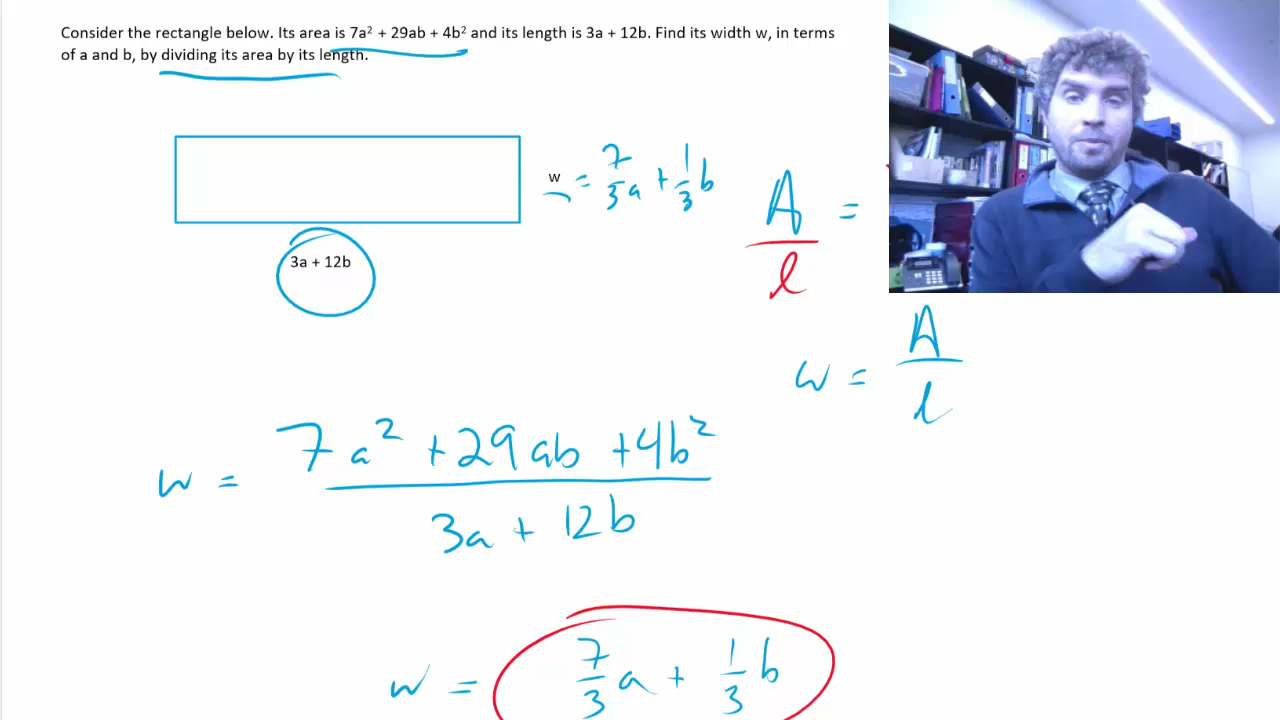 Consider the rectangle below. Its area is 7a² + 29ab + 4b² and its length is 3a + 12b. Find its width w, in terms
of a and b, by dividing its area by its length.
w = 7/3 a + 1/3 b
A/l =
3a + 12b
w = A/l
w = (7a² + 29ab + 4b²)/(3a + 12b)
w = 7/3 a + 1/3 b